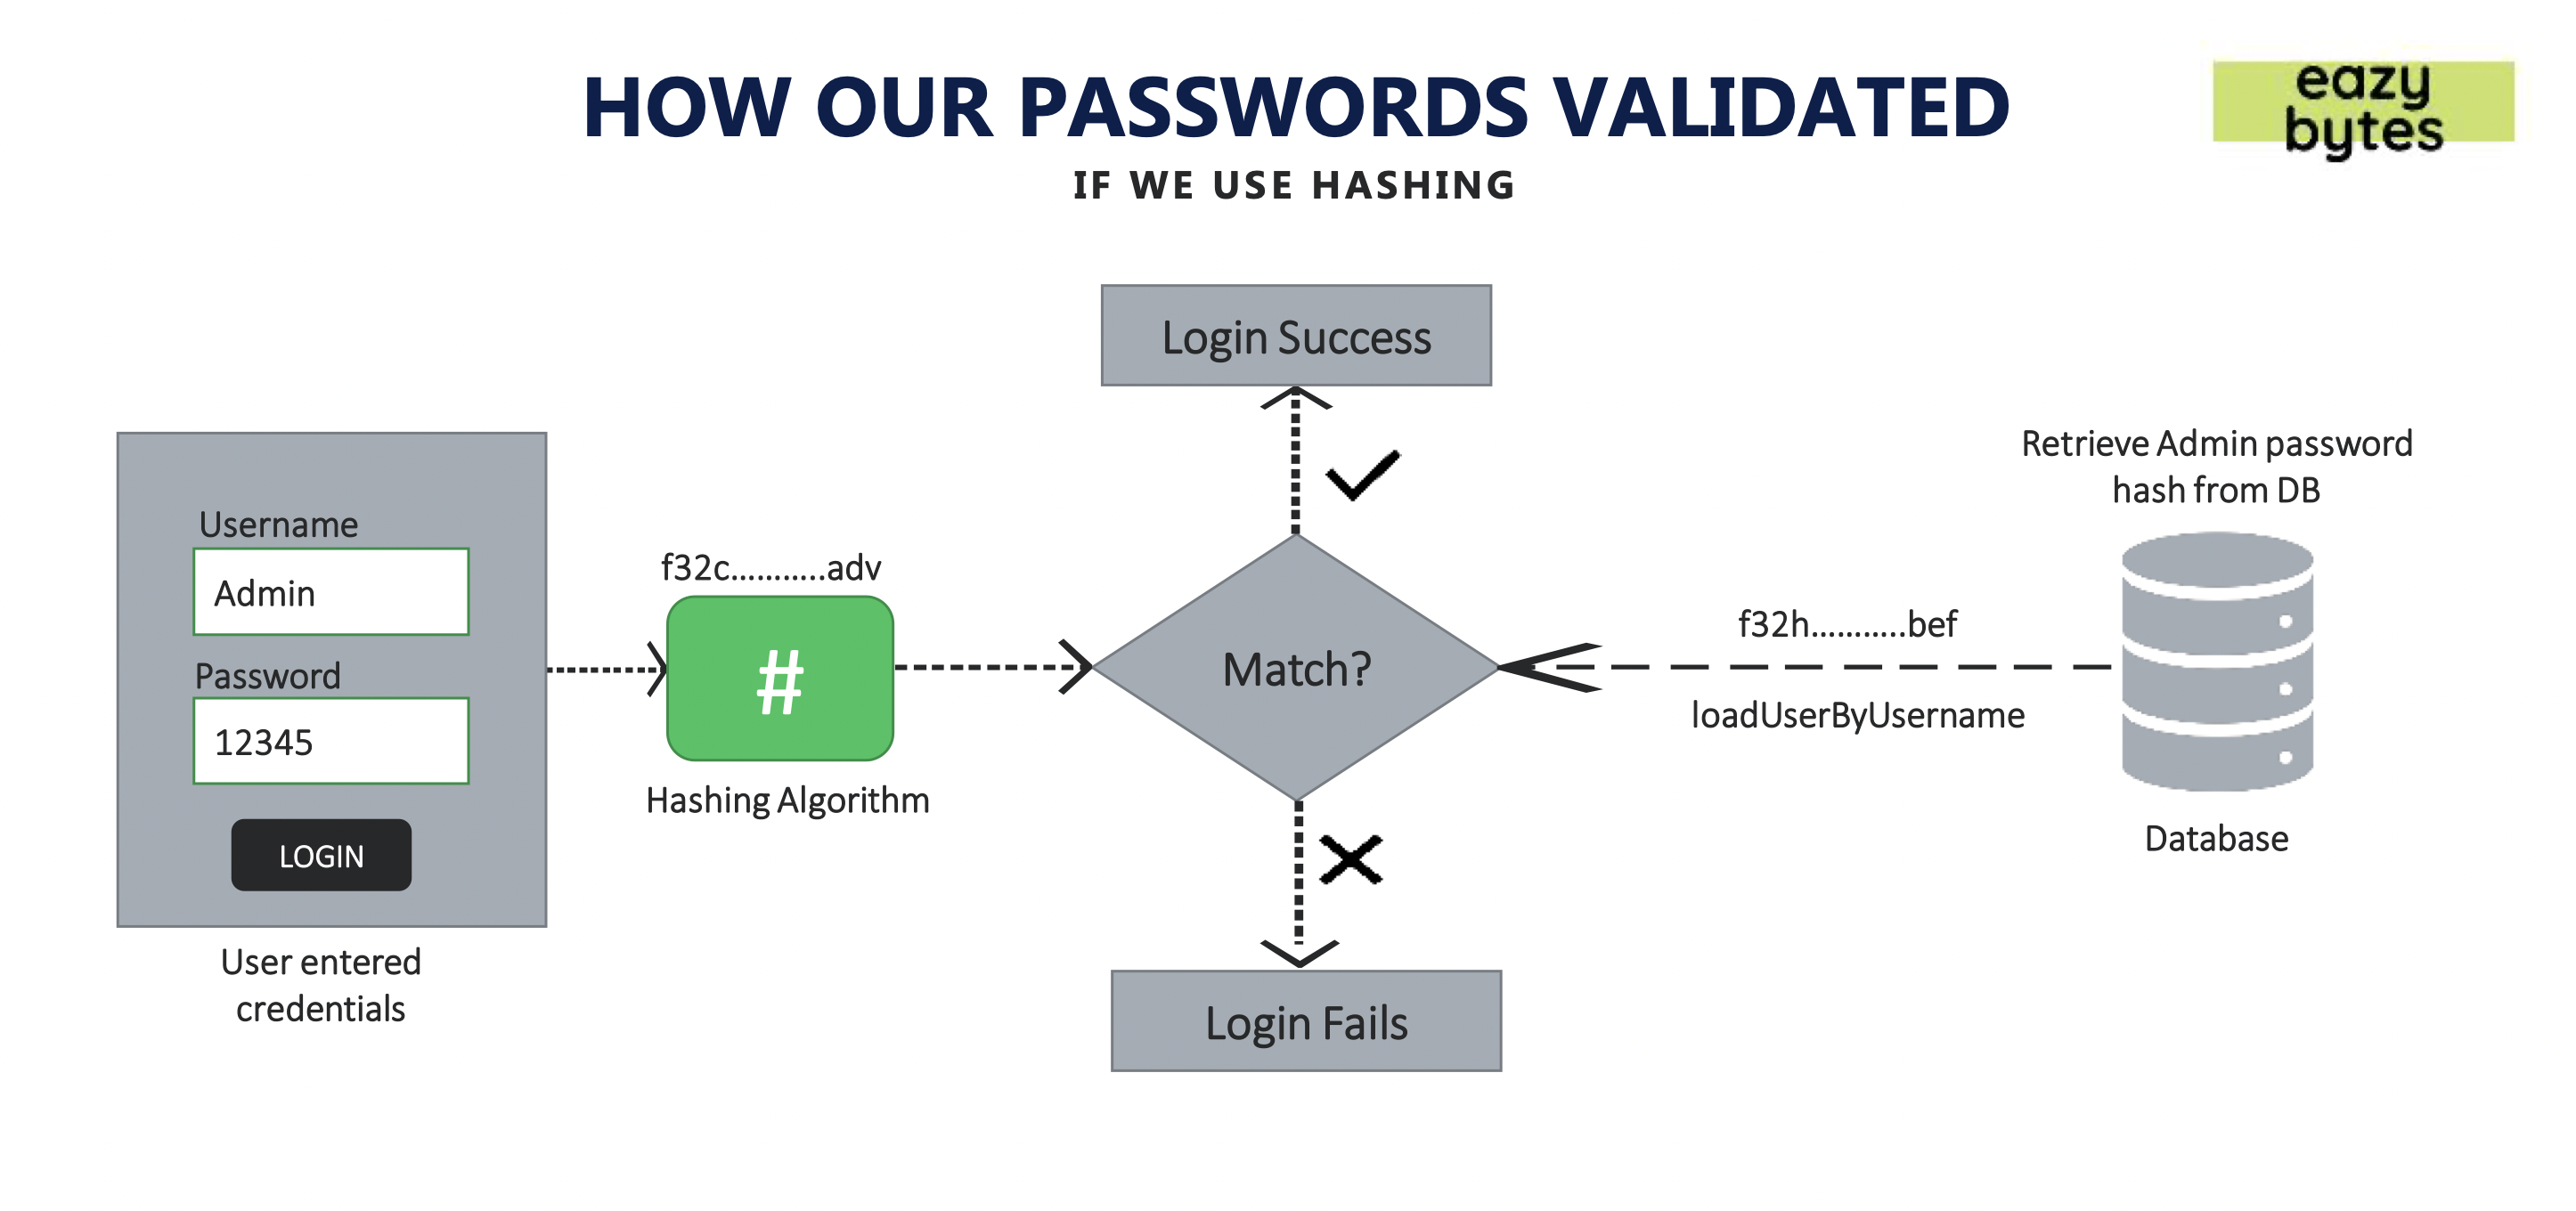 HOW OUR PASSWORDS VALIDATED
IF WE USE HASHING
eazy
bytes
Login Success
Username
Admin
Password
12345
LOGIN
User entered
credentials
f32c...........adv
#
Hashing Algorithm
Match?
Login Fails
f32h...........bef
loadUserByUsername
Retrieve Admin password
hash from DB
Database